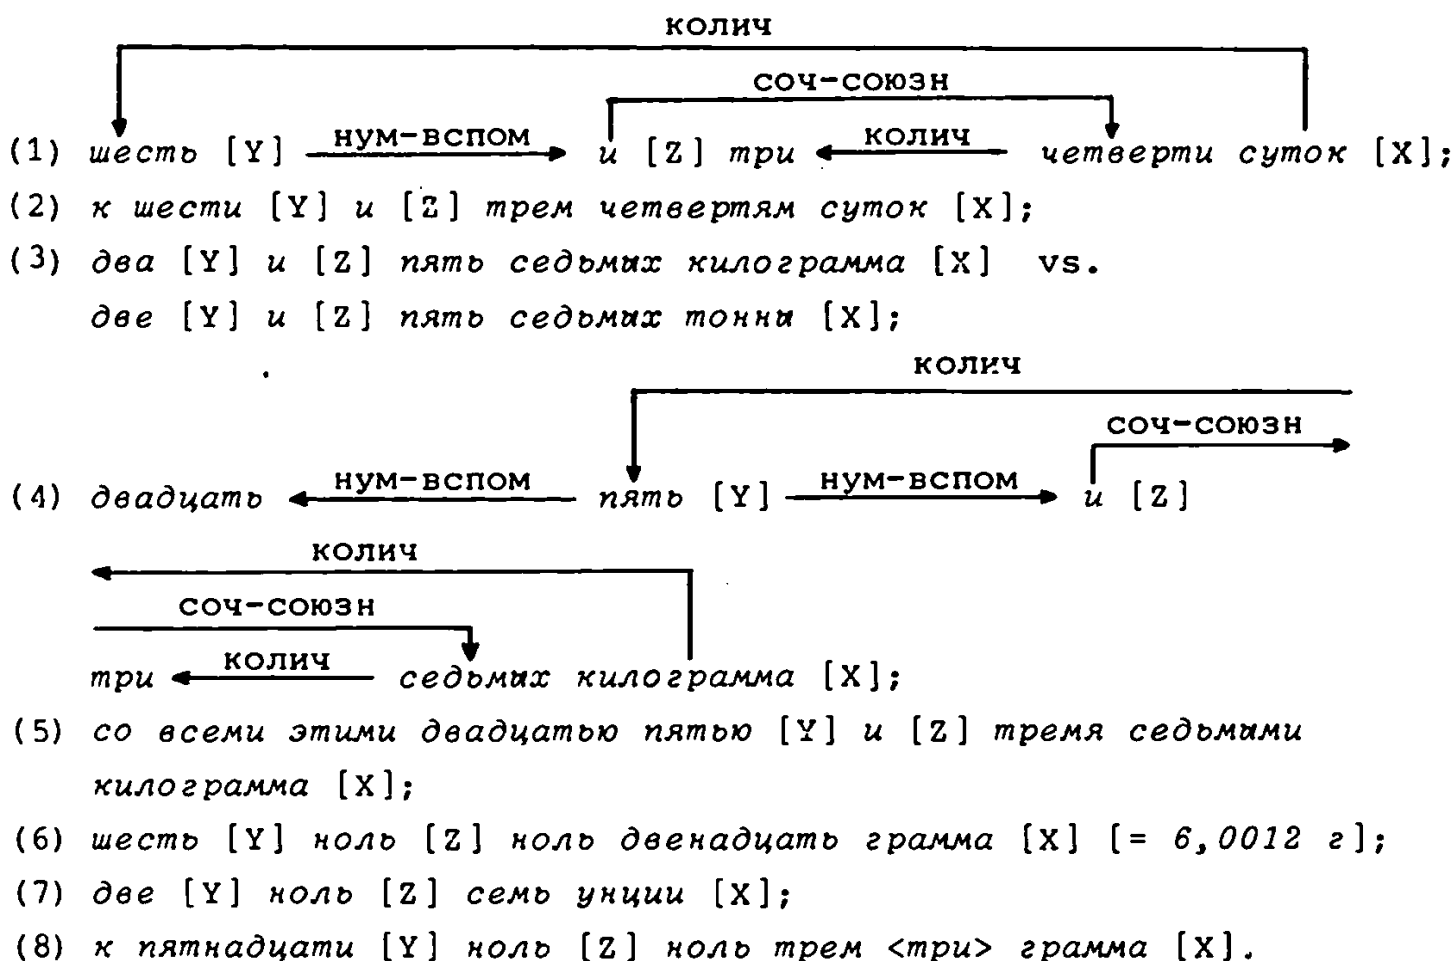 колич
соч-союзн
(1) шесть [Y] нум-вспом и [Z] три колич четверти суток [X];
(2) к шести [Y] и [Z] трем четвертям суток [X];
(3) два [Y] и [Z] пять седьмых килограмма [X] vs.
две [Y] и [Z] пять седьмых тонны [X];
колич
соч-союзн
(4) двадцать нум-вспом пять [Y] нум-вспом и [Z]
колич
соч-союзн
три колич седьмых килограмма [X];
(5) со всеми этими двадцатью пятью [Y] и [Z] тремя седьмыми
килограмма [X];
(6) шесть [Y] ноль [Z] ноль двенадцать грамма [X] [= 6,0012 г];
(7) две [Y] ноль [Z] семь унции [X];
(8) к пятнадцати [Y] ноль [Z] ноль трем <три> грамма [X].